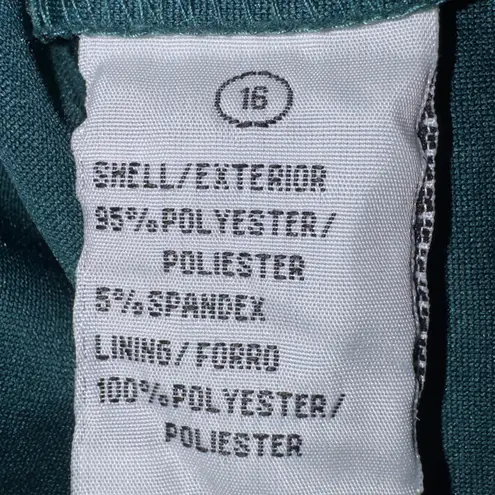 16
SHELL/EXTERIOR
95%POLYESTER/
POLIESTER
5%SPANDEX
LINING/FORRO
100%POLYESTER/
POLIESTER